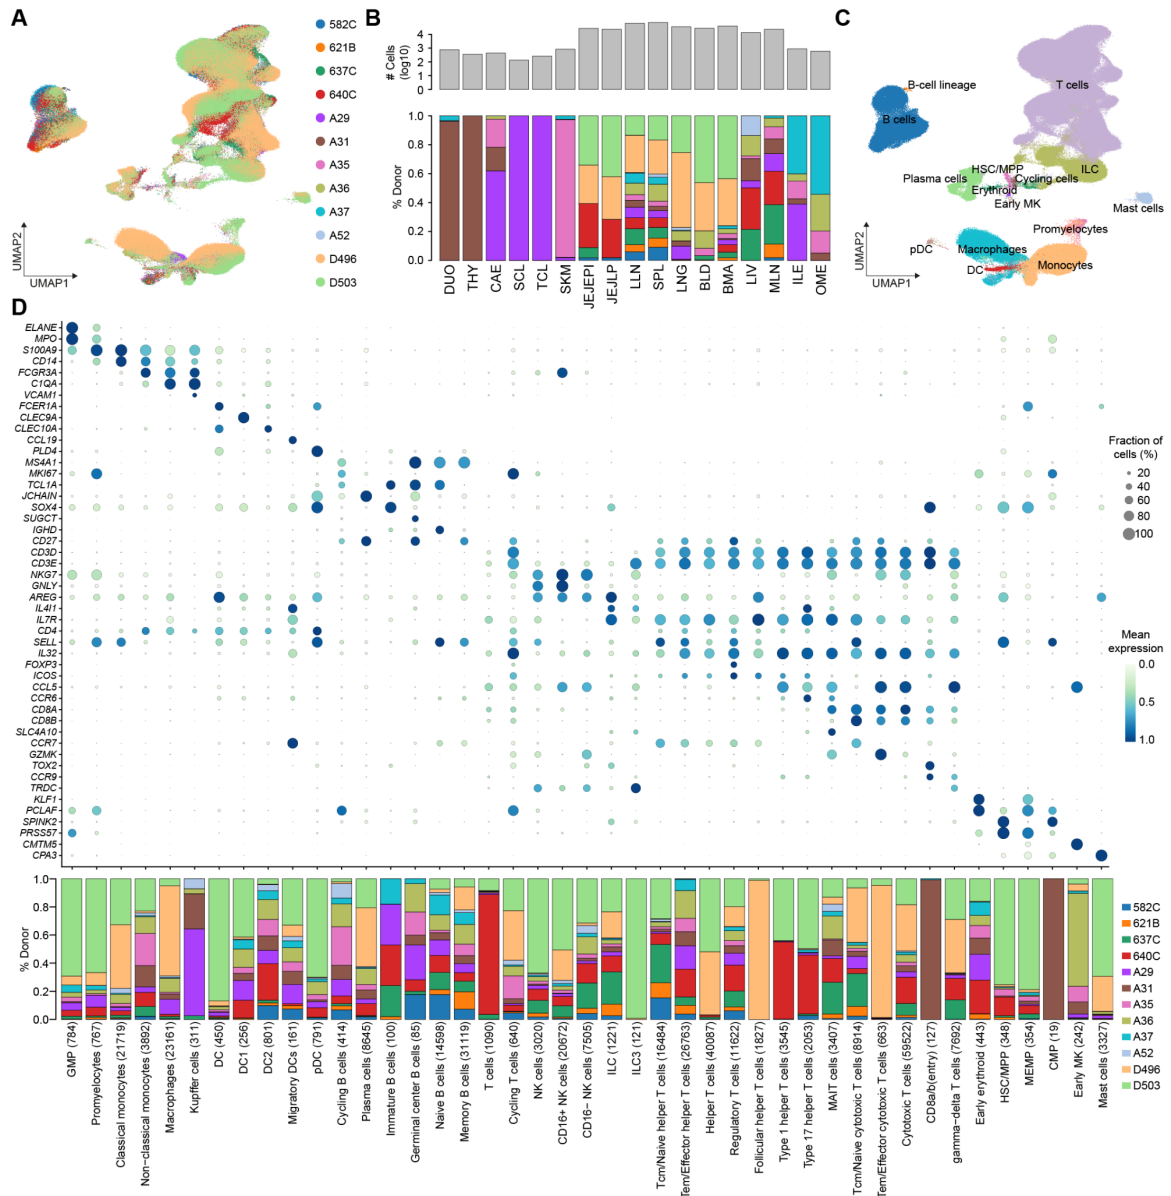 A
582C
621B
637C
640C
A29
A31
A35
A36
A37
A52
D496
D503
UMAP2
UMAP1
B
# Cells
(log10)
4
3
2
1
0
% Donor
1.0
0.8
0.6
0.4
0.2
0.0
DUO
THY
CAE
SCL
TCL
SKM
JEJEPI
JEJLP
LLN
SPL
LNG
BLD
BMA
LIV
MLN
ILE
OME
C
B-cell lineage
B cells
T cells
HSC/MPP
ILC
Plasma cells
Cycling cells
Erythroid
Early MK
Mast cells
Promyelocytes
pDC
Macrophages
DC
Monocytes
UMAP2
UMAP1
D
ELANE
MPO
S100A9
CD14
FCGR3A
C1QA
VCAM1
FCER1A
CLEC9A
CLEC10A
CCL19
PLD4
MS4A1
MKI67
TCL1A
JCHAIN
SOX4
SUGCT
IGHD
CD27
CD3D
CD3E
NKG7
GNLY
AREG
IL4I1
IL7R
CD4
SELL
IL32
FOXP3
ICOS
CCL5
CCR6
CD8A
CD8B
SLC4A10
CCR7
GZMK
TOX2
CCR9
TRDC
KLF1
PCLAF
SPINK2
PRSS57
CMTM5
CPA3
Fraction of
cells (%)
20
40
60
80
100
Mean
expression
0.0
0.5
1.0
% Donor
1.0
0.8
0.6
0.4
0.2
0.0
582C
621B
637C
640C
A29
A31
A35
A36
A37
A52
D496
D503
GMP (784)
Promyelocytes (767)
Classical monocytes (21719)
Non-classical monocytes (3892)
Macrophages (23161)
Kupffer cells (311)
DC (450)
DC1 (256)
DC2 (801)
Migratory DCs (161)
pDC (791)
Cycling B cells (414)
Plasma cells (8645)
Immature B cells (100)
Germinal center B cells (85)
Naive B cells (14598)
Memory B cells (31119)
T cells (1090)
Cycling T cells (640)
NK cells (3020)
CD16+ NK cells (20672)
CD16− NK cells (7505)
ILC (1221)
ILC3 (121)
Tcm/Naive helper T cells (16484)
Tem/Effector helper T cells (26763)
Helper T cells (40087)
Regulatory T cells (11622)
Follicular helper T cells (1827)
Type 1 helper T cells (3545)
Type 17 helper T cells (2053)
MAIT cells (3407)
Tcm/Naive cytotoxic T cells (8914)
Tem/Effector cytotoxic T cells (663)
Cytotoxic T cells (59522)
CD8a/b(entry) (127)
gamma-delta T cells (7692)
Early erythroid (443)
HSC/MPP (348)
MEMP (354)
CMP (19)
Early MK (242)
Mast cells (3327)